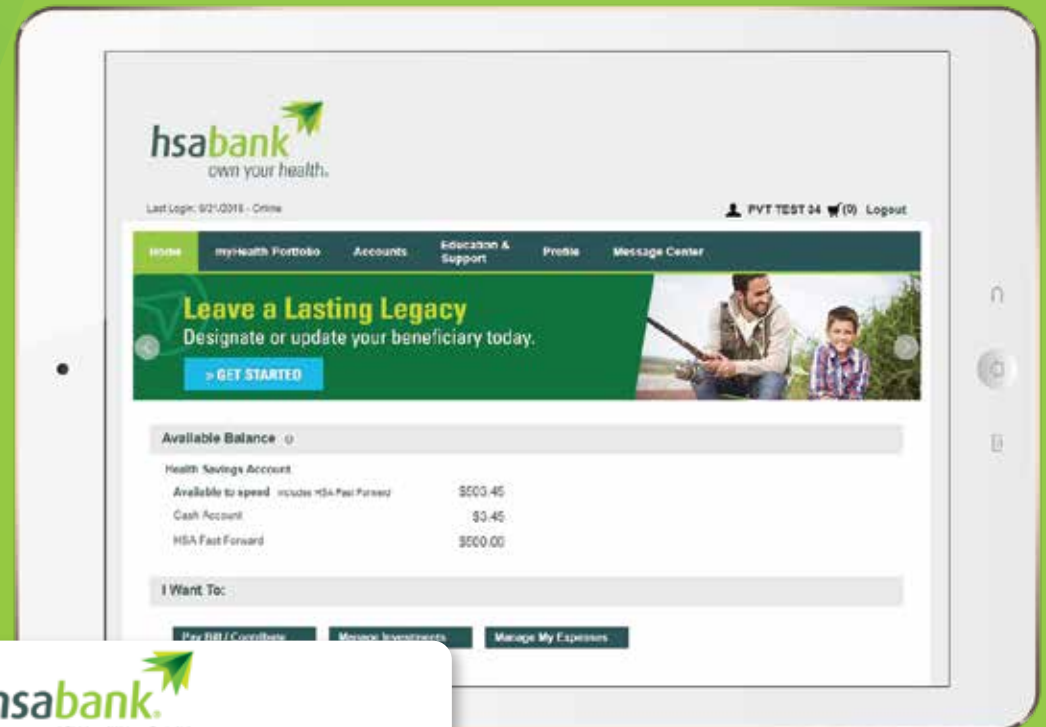 hsabank
own your health.
Last Login: 6/21/2016 - Online
PVT TEST 04 (0) Logout
Home myHealth Portfolio Accounts Education & Support Profile Message Center
Leave a Lasting Legacy
Designate or update your beneficiary today.
» GET STARTED
Available Balance
Health Savings Account
Available to spend includes HSA Fast Forward $503.45
Cash Account $3.45
HSA Fast Forward $500.00
I Want To:
Pay Bill / Contribute Manage Investments Manage My Expenses
hsabank.